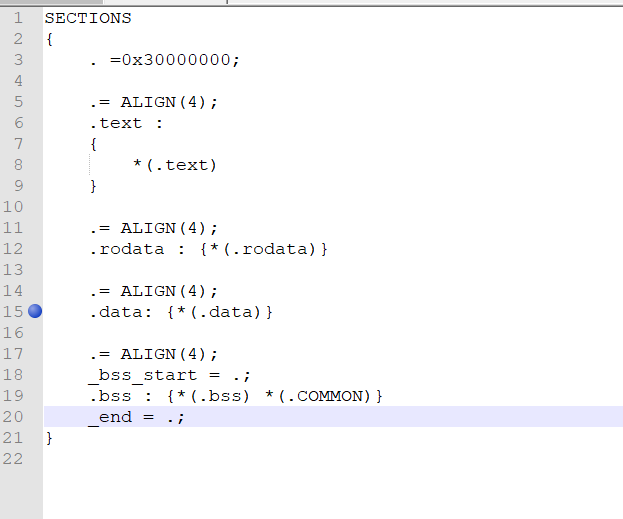 1 SECTIONS
2 {
3 . =0x30000000;
4
5 .= ALIGN(4);
6 .text :
7 {
8 *(.text)
9 }
10
11 .= ALIGN(4);
12 .rodata : {*(.rodata)}
13
14 .= ALIGN(4);
15 .data: {*(.data)}
16
17 .= ALIGN(4);
18 _bss_start = .;
19 .bss : {*(.bss) *(.COMMON)}
20 _end = .;
21 }
22